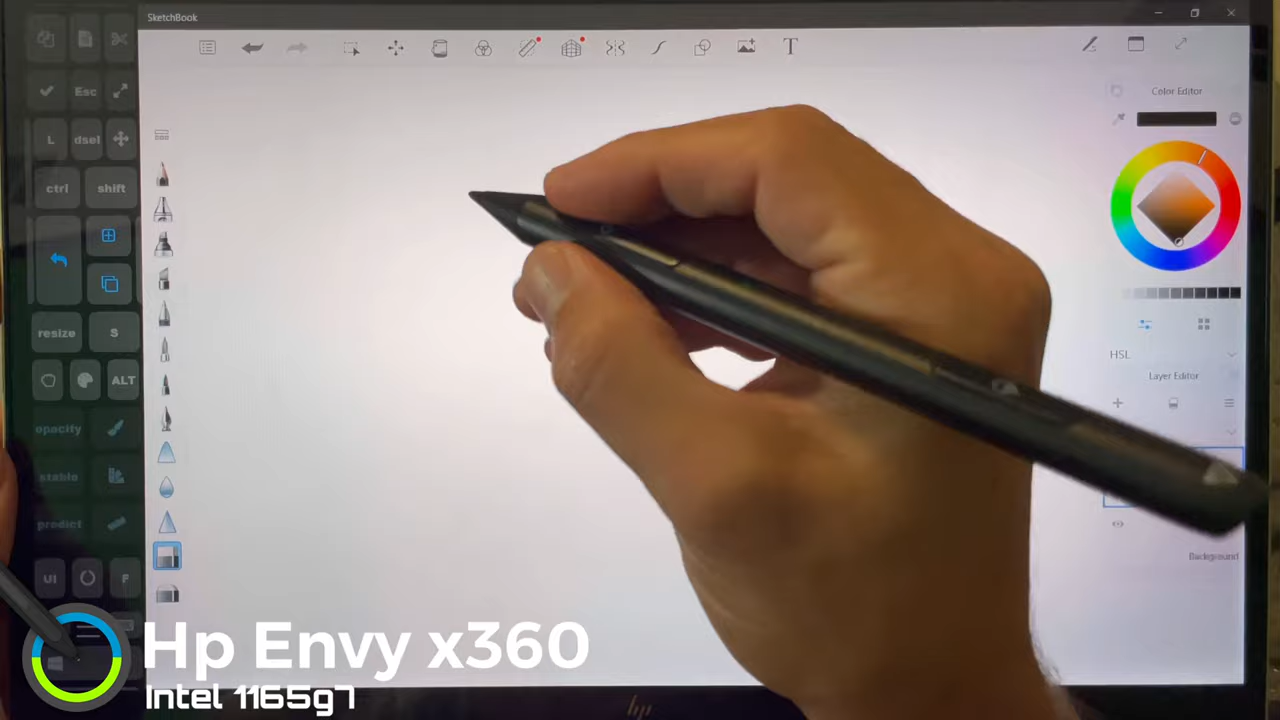 SketchBook
T
Esc
Color Editor
L
dsel
ctrl
shift
resize
S
HSL
ALT
Layer Editor
opacity
stable
predict
Background
UI
F
Hp Envy x360
Intel 1165g7
hp